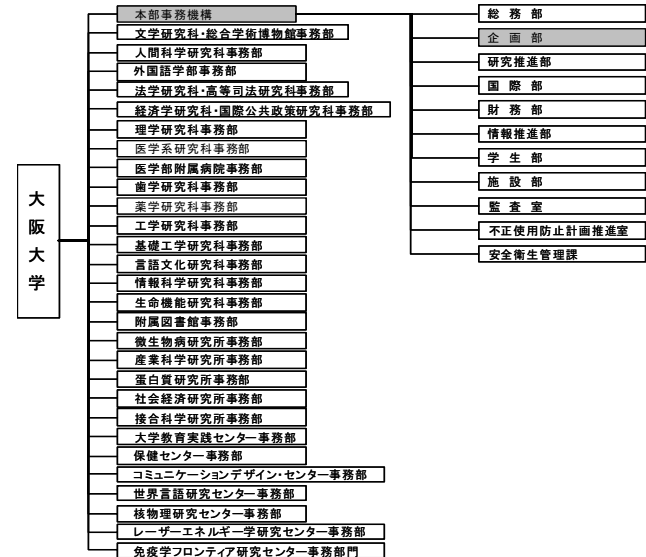 大阪大学
本部事務機構
文学研究科・総合学術博物館事務部
人間科学研究科事務部
外国語学部事務部
法学研究科・高等司法研究科事務部
経済学研究科・国際公共政策研究科事務部
理学研究科事務部
医学系研究科事務部
医学部附属病院事務部
歯学研究科事務部
薬学研究科事務部
工学研究科事務部
基礎工学研究科事務部
言語文化研究科事務部
情報科学研究科事務部
生命機能研究科事務部
附属図書館事務部
微生物病研究所事務部
産業科学研究所事務部
蛋白質研究所事務部
社会経済研究所事務部
接合科学研究所事務部
大学教育実践センター事務部
保健センター事務部
コミュニケーションデザイン・センター事務部
世界言語研究センター事務部
核物理研究センター事務部
レーザーエネルギー学研究センター事務部
免疫学フロンティア研究センター事務部門
総 務 部
企 画 部
研究推進部
国 際 部
財 務 部
情報推進部
学 生 部
施 設 部
監 査 室
不正使用防止計画推進室
安全衛生管理課